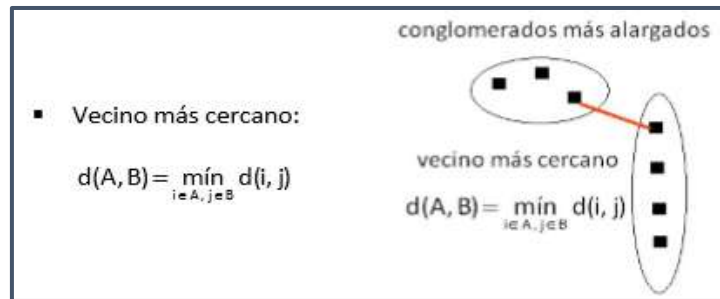 conglomerados más alargados
▪ Vecino más cercano:
d(A, B) = mín d(i, j)
i∈A, j∈B
vecino más cercano
d(A, B) = mín d(i, j)
i∈A, j∈B